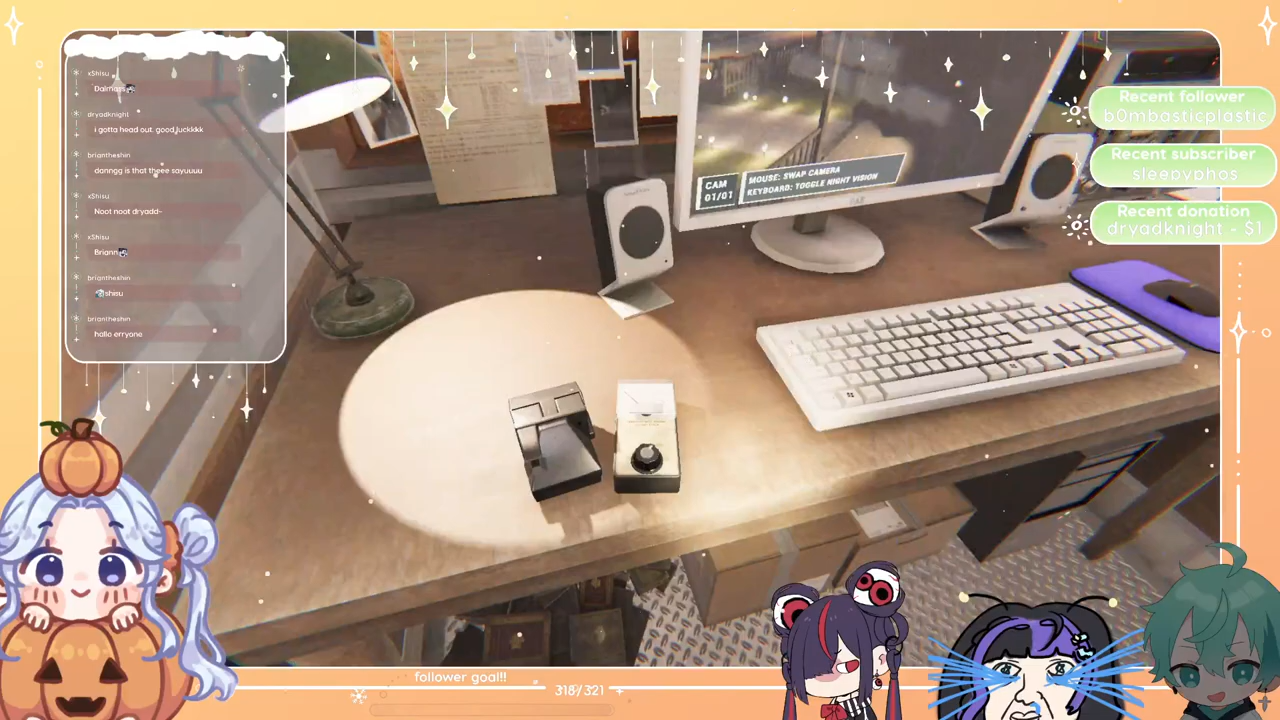 xShisu
Dalmass
dryadknight
i gotta head out. good luckkkk
briantheshin
danngg is that theee sayuuuu
xShisu
Noot noot dryadd~
xShisu
Briann
briantheshin
shisu
briantheshin
hallo erryone
CAM
01/01
MOUSE: SWAP CAMERA
KEYBOARD: TOGGLE NIGHT VISION
Recent follower
b0mbasticplastic
Recent subscriber
sleepyphos
Recent donation
dryadknight - $1
follower goal!!
318/321